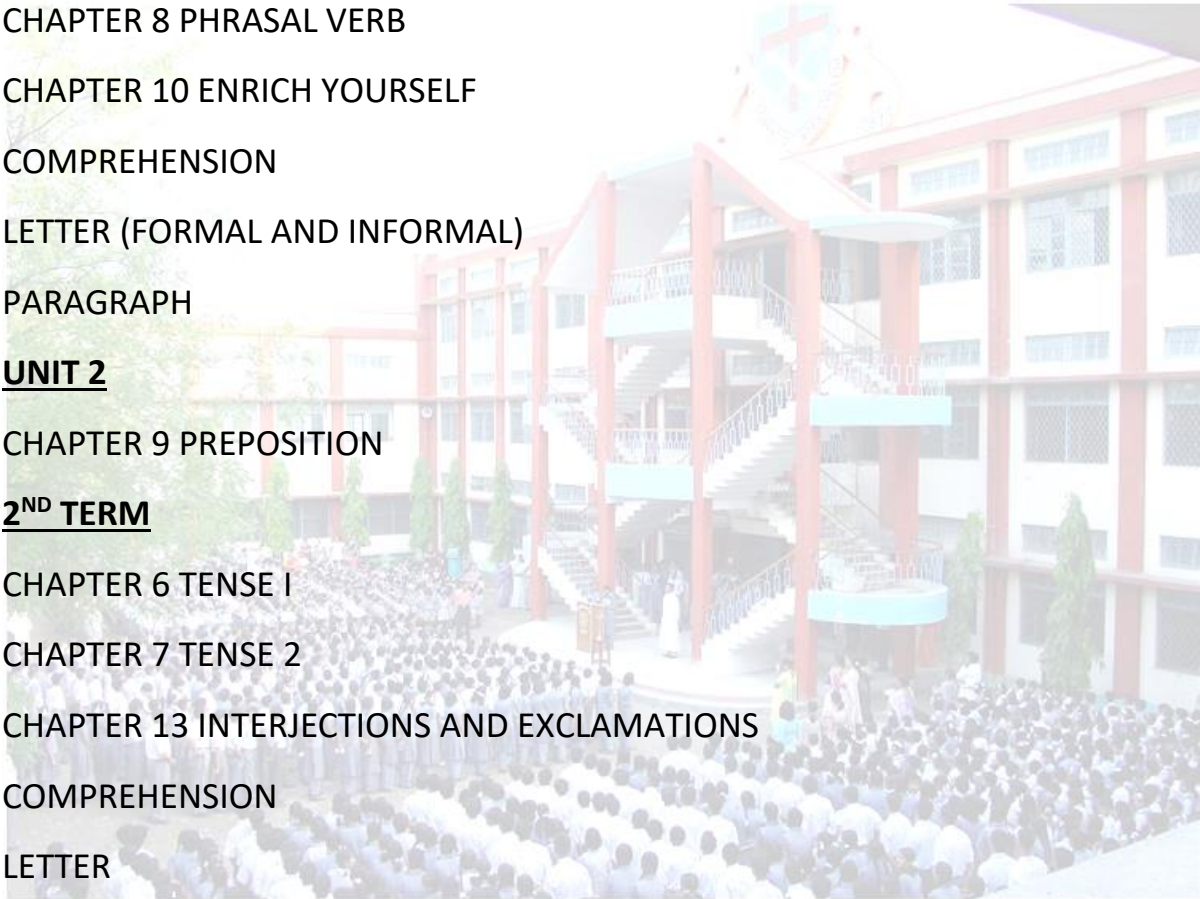 CHAPTER 8 PHRASAL VERB
CHAPTER 10 ENRICH YOURSELF
COMPREHENSION
LETTER (FORMAL AND INFORMAL)
PARAGRAPH
UNIT 2
CHAPTER 9 PREPOSITION
2ND TERM
CHAPTER 6 TENSE I
CHAPTER 7 TENSE 2
CHAPTER 13 INTERJECTIONS AND EXCLAMATIONS
COMPREHENSION
LETTER